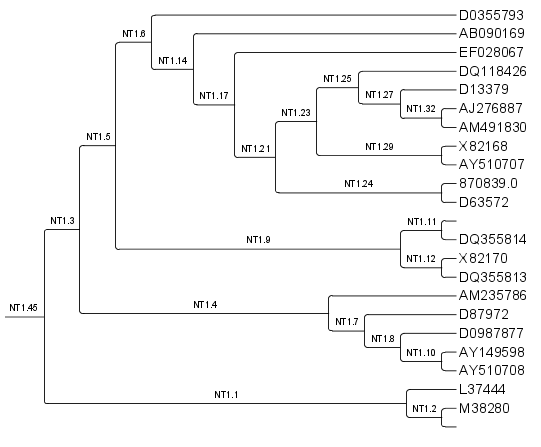 D0355793
NT1.6
AB090169
NT1.14
EF028067
DQ118426
NT1.25
D13379
NT1.17
NT1.27
AJ276887
NT1.32
NT1.23
AM491830
NT1.5
X82168
NT1.29
NT1.21
AY510707
870839.0
NT1.24
D63572
NT1.3
NT1.11
DQ355814
NT1.9
X82170
NT1.12
DQ355813
AM235786
NT1.45
NT1.4
D87972
NT1.7
D0987877
NT1.8
AY149598
NT1.10
AY510708
L37444
NT1.1
M38280
NT1.2